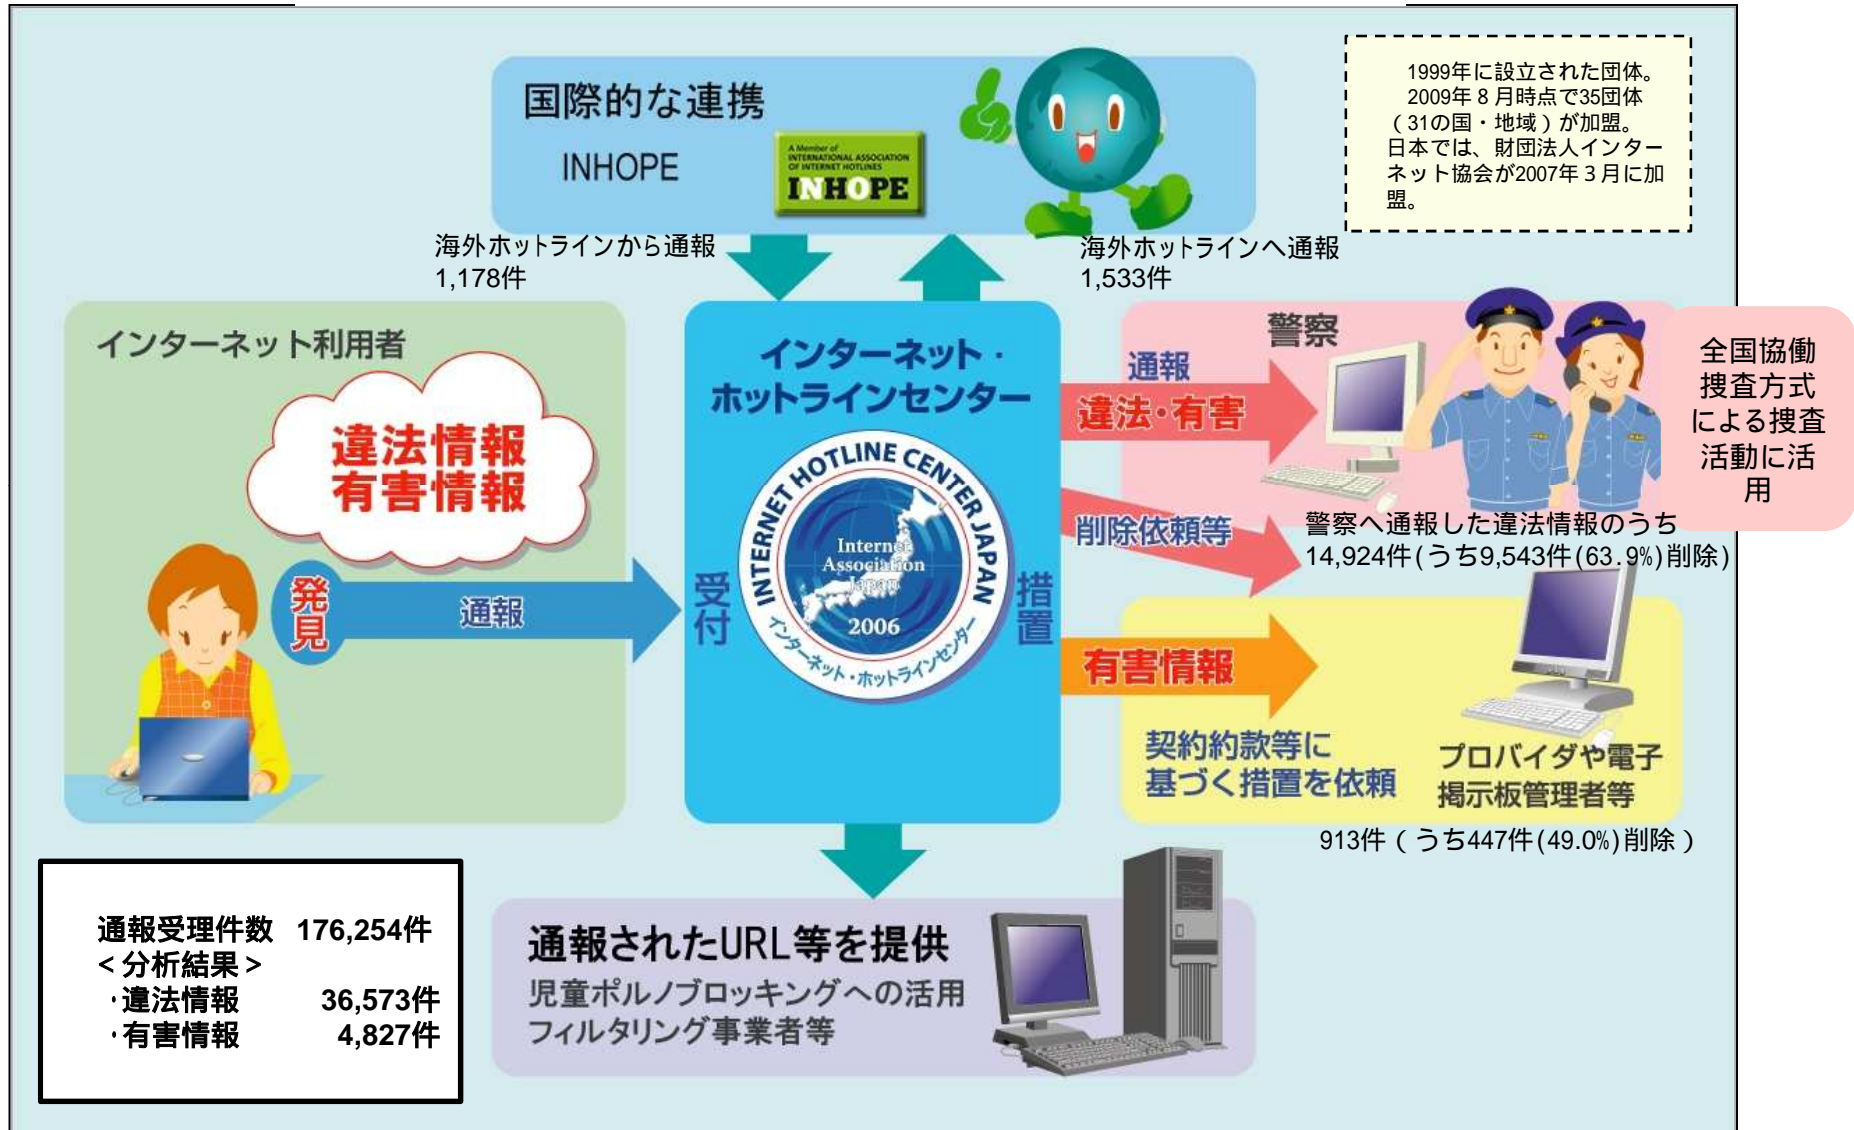 国際的な連携
INHOPE
A Member of
INTERNATIONAL ASSOCIATION
OF INTERNET HOTLINES
INHOPE
1999年に設立された団体。
2009年8月時点で35団体
（31の国・地域）が加盟。
日本では、財団法人インター
ネット協会が2007年3月に加
盟。
海外ホットラインから通報
1,178件
海外ホットラインへ通報
1,533件
インターネット利用者
違法情報
有害情報
発見
通報
インターネット・
ホットラインセンター
受付
INTERNET HOTLINE CENTER JAPAN
Internet
Association
Japan
2006
インターネット・ホットラインセンター
措置
警察
通報
違法・有害
削除依頼等
全国協働
捜査方式
による捜査
活動に活
用
警察へ通報した違法情報のうち
14,924件(うち9,543件(63.9%)削除)
有害情報
契約約款等に
基づく措置を依頼
プロバイダや電子
掲示板管理者等
913件（うち447件(49.0%)削除）
通報受理件数 176,254件
<分析結果>
・違法情報 36,573件
・有害情報 4,827件
通報されたURL等を提供
児童ポルノブロッキングへの活用
フィルタリング事業者等